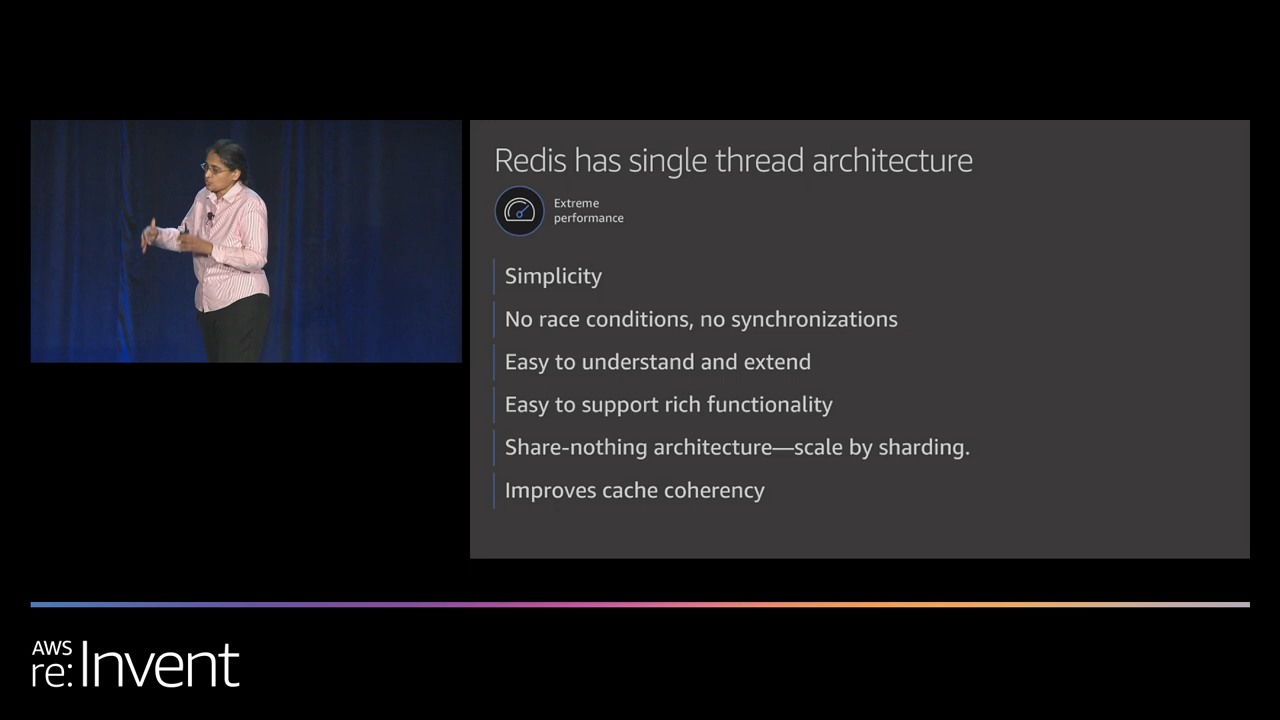 Redis has single thread architecture
Extreme
performance
Simplicity
No race conditions, no synchronizations
Easy to understand and extend
Easy to support rich functionality
Share-nothing architecture—scale by sharding.
Improves cache coherency
AWS
re:Invent